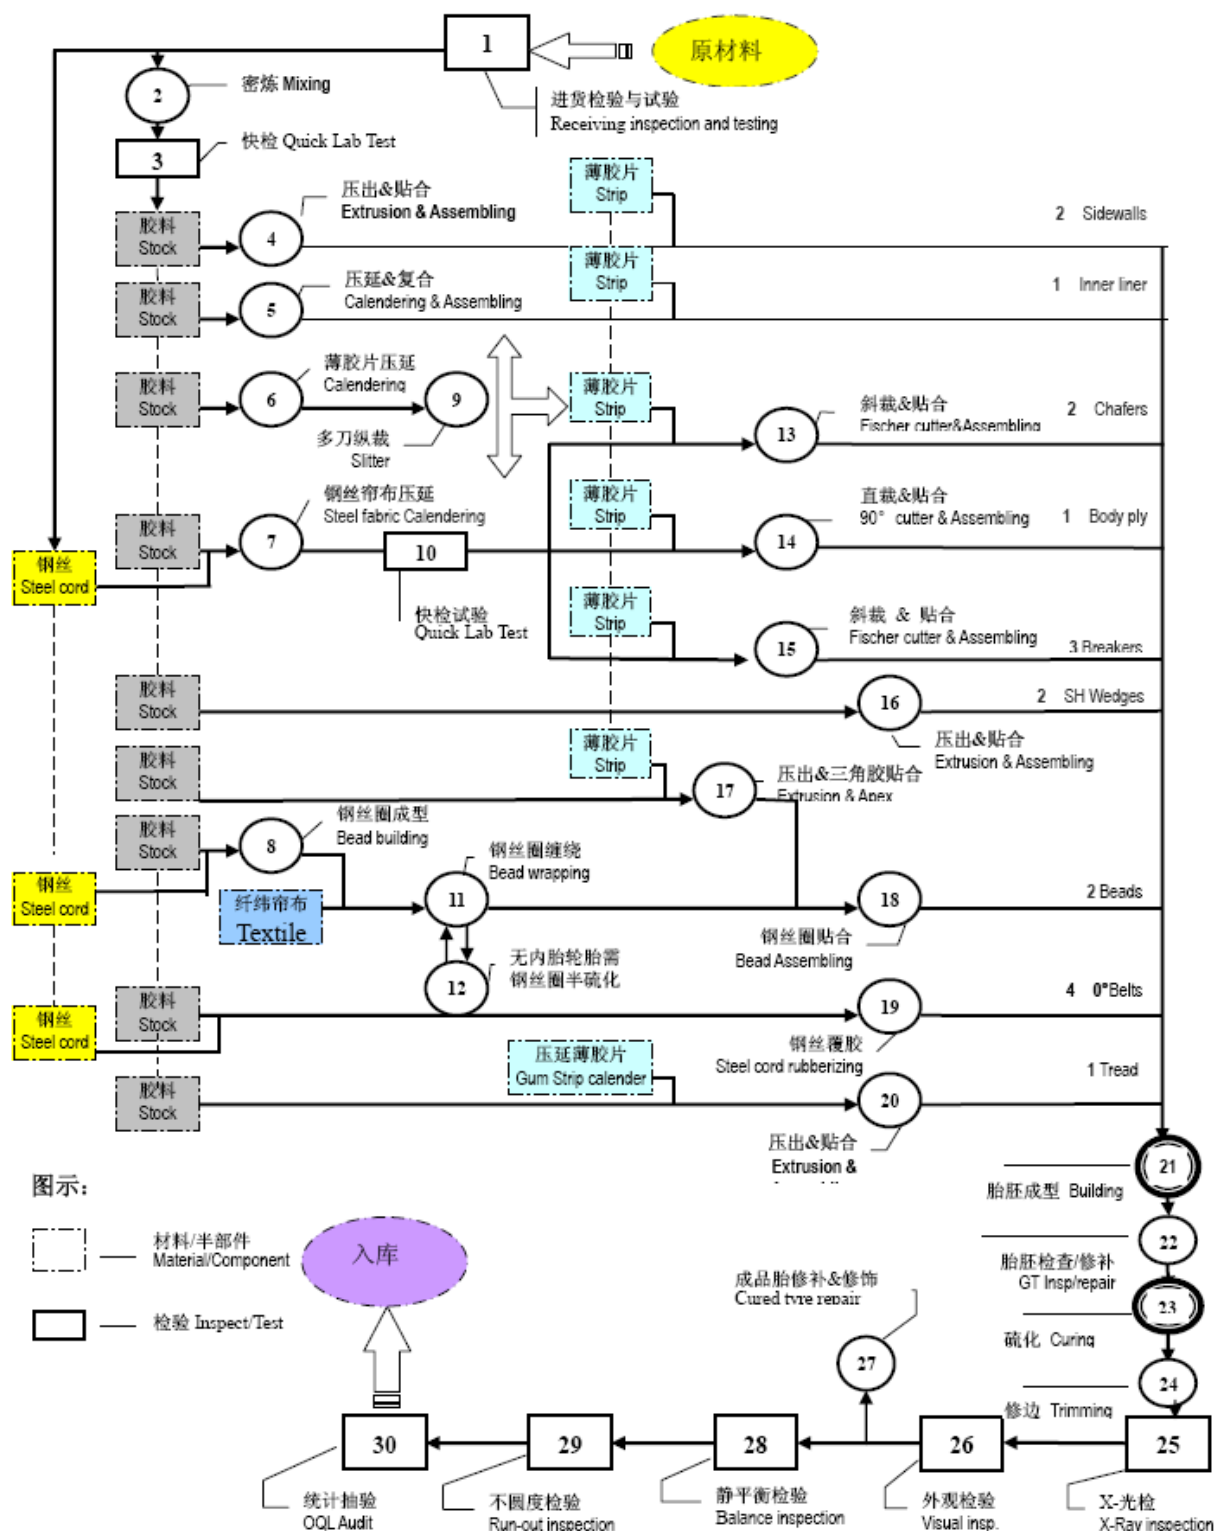 1
原材料
2
密炼 Mixing
进货检验与试验
Receiving inspection and testing
3
快检 Quick Lab Test
胶料
Stock
4
压出&贴合
Extrusion & Assembling
薄胶片
Strip
2 Sidewalls
胶料
Stock
5
压延&复合
Calendering & Assembling
薄胶片
Strip
1 Inner liner
胶料
Stock
6
薄胶片压延
Calendering
9
多刀纵裁
Slitter
薄胶片
Strip
13
斜裁&贴合
Fischer cutter&Assembling
2 Chafers
胶料
Stock
钢丝
Steel cord
7
钢丝帘布压延
Steel fabric Calendering
10
快检试验
Quick Lab Test
薄胶片
Strip
14
直裁&贴合
90° cutter & Assembling
1 Body ply
薄胶片
Strip
15
斜裁 & 贴合
Fischer cutter & Assembling
3 Breakers
胶料
Stock
16
2 SH Wedges
压出&贴合
Extrusion & Assembling
胶料
Stock
薄胶片
Strip
17
压出&三角胶贴合
Extrusion & Apex
胶料
Stock
8
钢丝圈成型
Bead building
钢丝
Steel cord
纤纬帘布
Textile
11
钢丝圈缠绕
Bead wrapping
18
2 Beads
钢丝圈贴合
Bead Assembling
12
无内胎轮胎需
钢丝圈半硫化
胶料
Stock
钢丝
Steel cord
19
4 0°Belts
钢丝覆胶
Steel cord rubberizing
胶料
Stock
压延薄胶片
Gum Strip calender
20
1 Tread
压出&贴合
Extrusion &
21
胎胚成型 Building
22
胎胚检查/修补
GT Insp/repair
23
硫化 Curing
24
修边 Trimming
图示：
材料/半部件
Material/Component
检验 Inspect/Test
入库
成品胎修补&修饰
Cured tyre repair
27
30
29
28
26
25
统计抽验
OQL Audit
不圆度检验
Run-out inspection
静平衡检验
Balance inspection
外观检验
Visual insp.
X-光检
X-Ray inspection